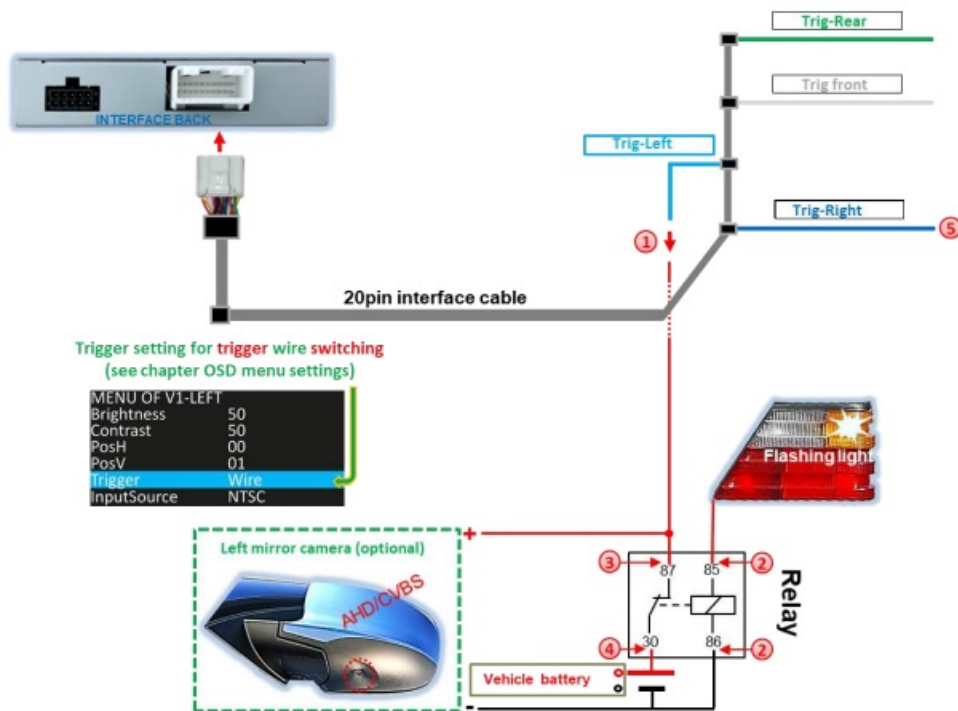 Trig-Rear
Trig front
INTERFACE BACK
Trig-Left
Trig-Right
5
1
20pin interface cable
Trigger setting for trigger wire switching
(see chapter OSD menu settings)
MENU OF V1-LEFT
Brightness 50
Contrast 50
PosH 00
PosV 01
Trigger Wire
InputSource NTSC
Flashing light
+
Left mirror camera (optional)
AHD/CVBS
3
87
85
2
Relay
4
30
86
2
Vehicle battery
-